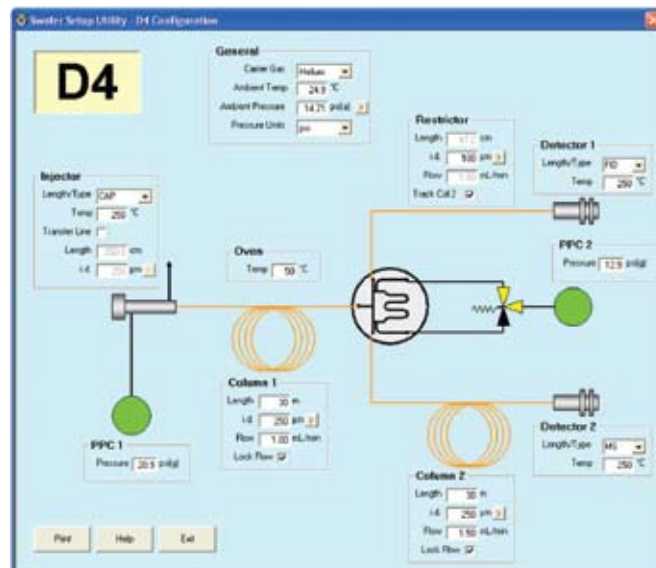 Swafer Setup Utility - D4 Configuration
D4
General
Carrier Gas Helium
Ambient Temp 24.9 °C
Ambient Pressure 14.71 psi(a)
Pressure Units psi
Restrictor
Length cm
i.d. 100 µm
Flow mL/min
Track Col 2
Detector 1
Length/Type FID
Temp 250 °C
Injector
Length/Type CAP
Temp 250 °C
Transfer Line
Length cm
i.d. µm
Oven
Temp 50 °C
PPC 2
Pressure 12.9 psi(g)
Column 1
Length 30 m
i.d. 250 µm
Flow 1.00 mL/min
Lock Flow
PPC 1
Pressure 20.9 psi(g)
Detector 2
Length/Type MS
Temp 250 °C
Column 2
Length 30 m
i.d. 250 µm
Flow 1.50 mL/min
Lock Flow
Print Help Exit